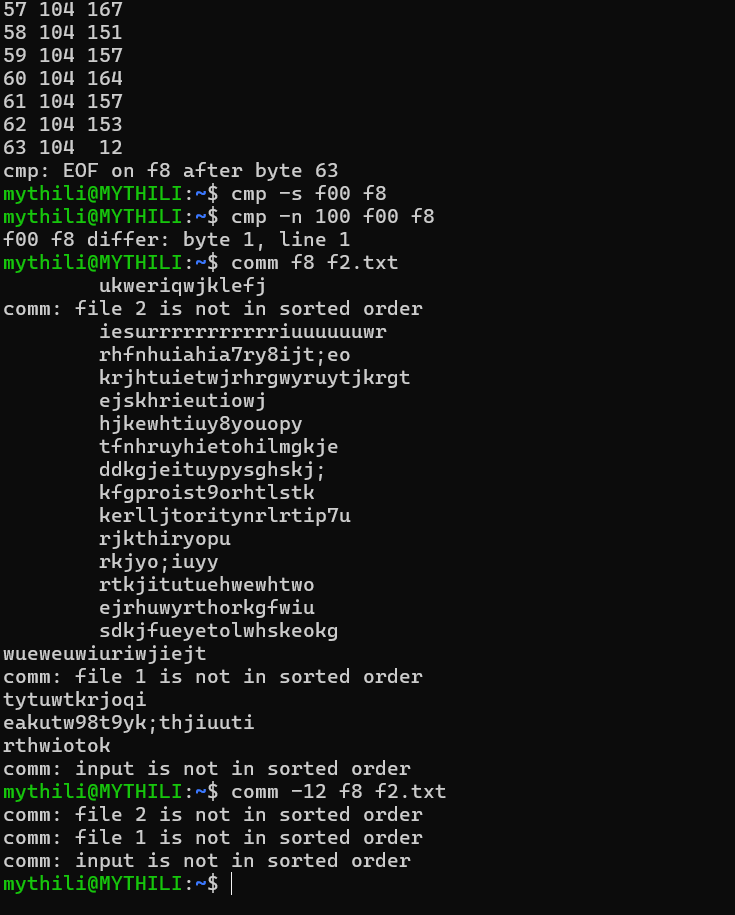 57 104 167
58 104 151
59 104 157
60 104 164
61 104 157
62 104 153
63 104  12
cmp: EOF on f8 after byte 63
mythili@MYTHILI:~$ cmp -s f00 f8
mythili@MYTHILI:~$ cmp -n 100 f00 f8
f00 f8 differ: byte 1, line 1
mythili@MYTHILI:~$ comm f8 f2.txt
        ukweriqwjklefj
comm: file 2 is not in sorted order
        iesurrrrrrrrrrriuuuuuuwr
        rhfnhuiahia7ry8ijt;eo
        krjhtuietwjrhrgwyruytjkrgt
        ejskhrieutiowj
        hjkewhtiuy8youopy
        tfnhruyhietohilmgkje
        ddkgjeituypysghskj;
        kfgproist9orhtlstk
        kerlljtoritynrlrtip7u
        rjkthiryopu
        rkjyo;iuyy
        rtkjitutuehwewhtwo
        ejrhuwyrthorkgfwiu
        sdkjfueyetolwhskeokg
wueweuwiuriwjiejt
comm: file 1 is not in sorted order
tytuwtkrjoqi
eakutw98t9yk;thjiuuti
rthwiotok
comm: input is not in sorted order
mythili@MYTHILI:~$ comm -12 f8 f2.txt
comm: file 2 is not in sorted order
comm: file 1 is not in sorted order
comm: input is not in sorted order
mythili@MYTHILI:~$